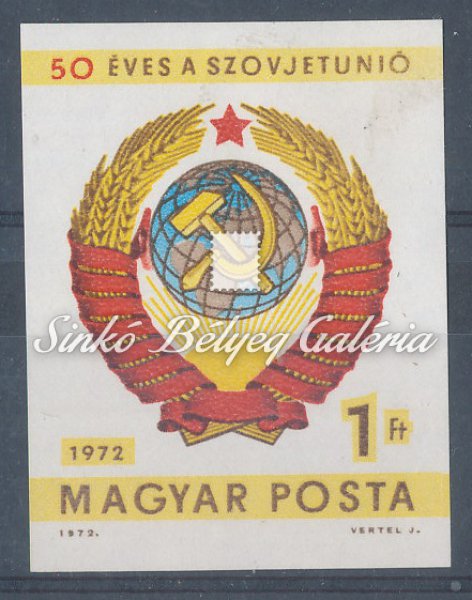 50 ÉVES A SZOVJETUNIÓ
Sinkó Bélyeg Galéria
1 Ft
1972
MAGYAR POSTA
1972. VERTEL J.